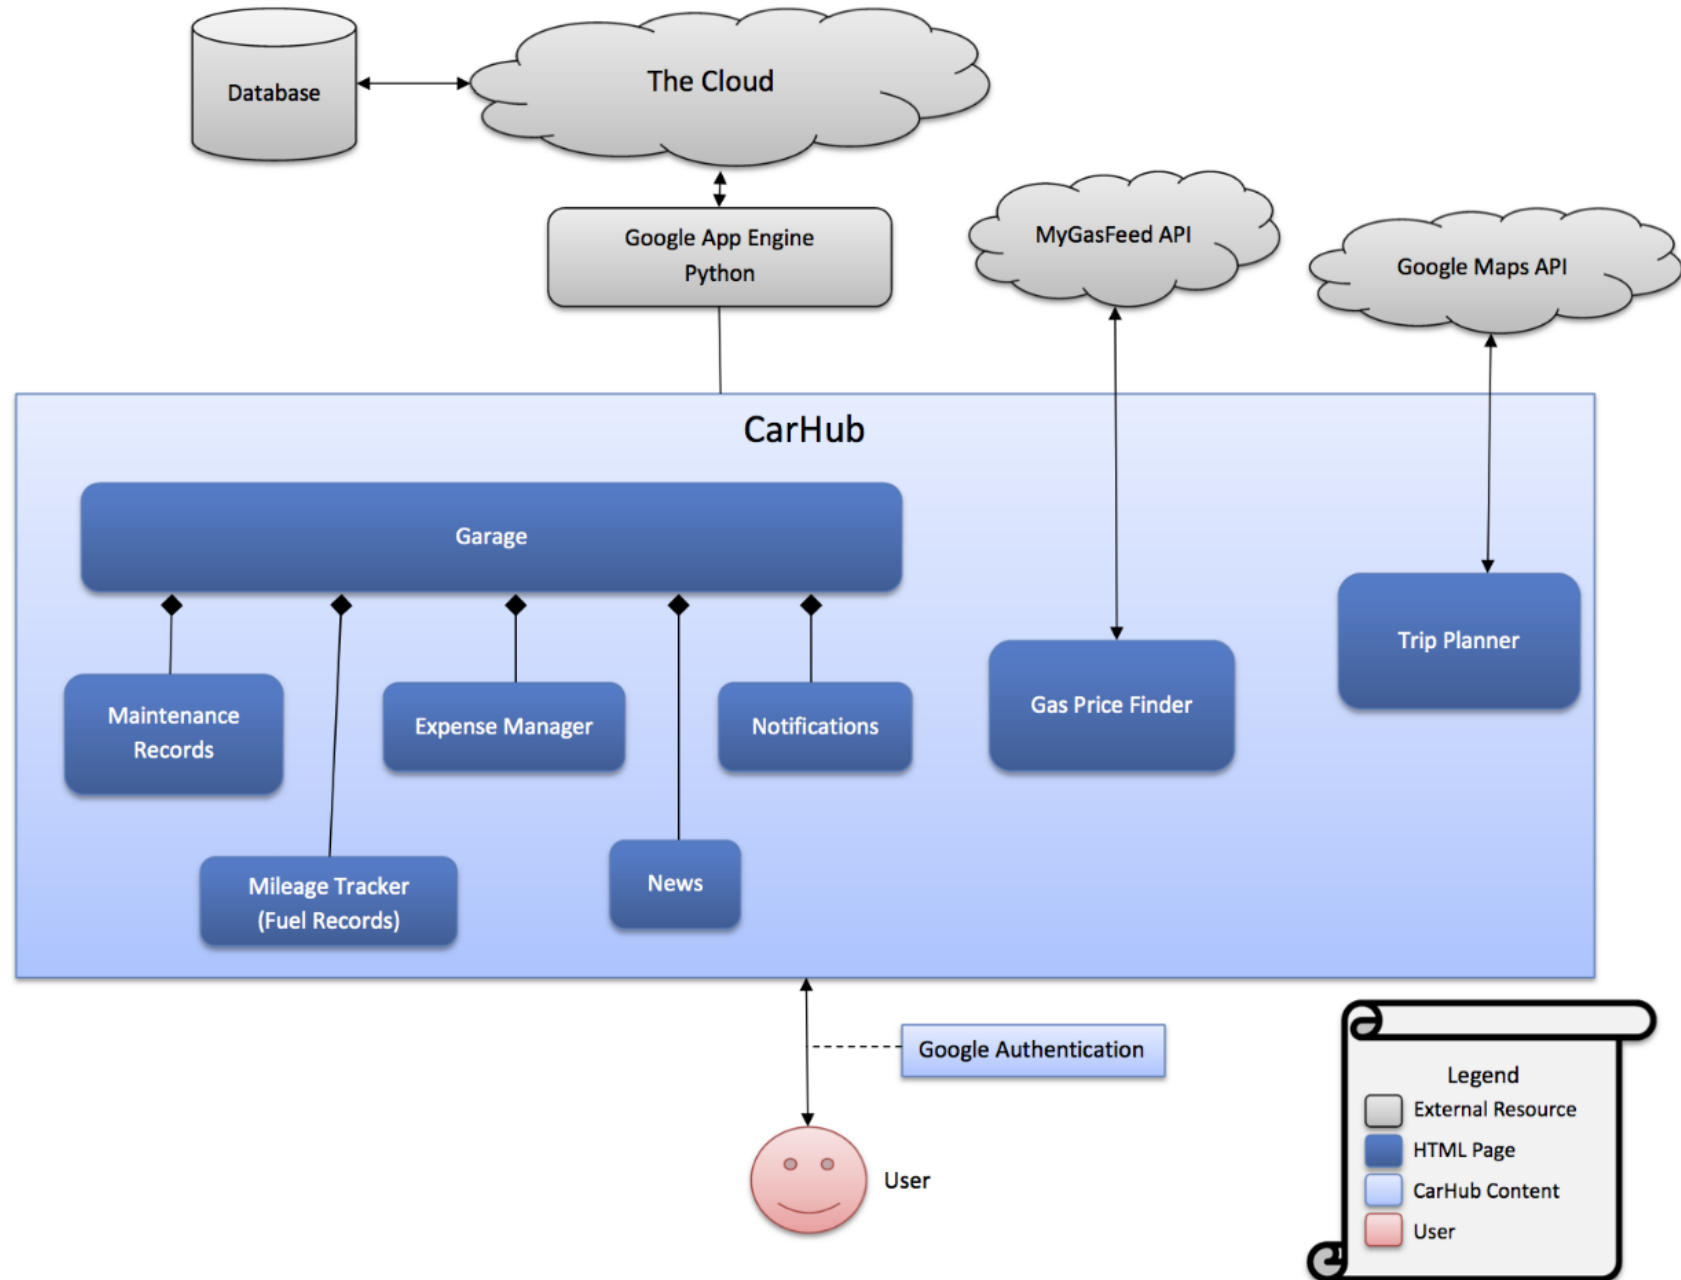 Database
The Cloud
Google App Engine
Python
MyGasFeed API
Google Maps API
CarHub
Garage
Maintenance
Records
Expense Manager
Notifications
Gas Price Finder
Trip Planner
Mileage Tracker
(Fuel Records)
News
Google Authentication
User
Legend
External Resource
HTML Page
CarHub Content
User